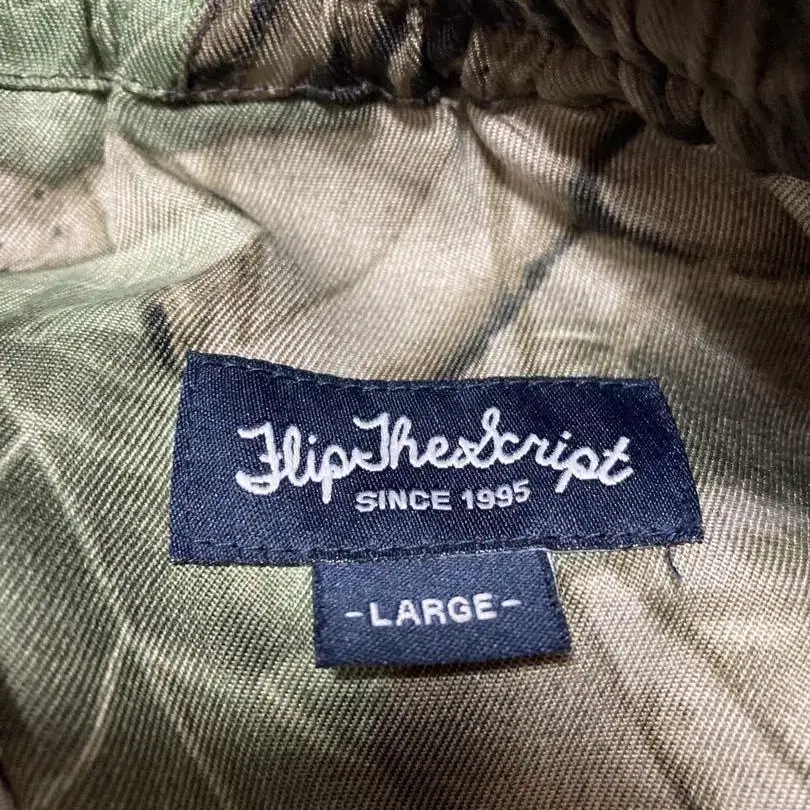 FlipTheScript
SINCE 1995
-LARGE-